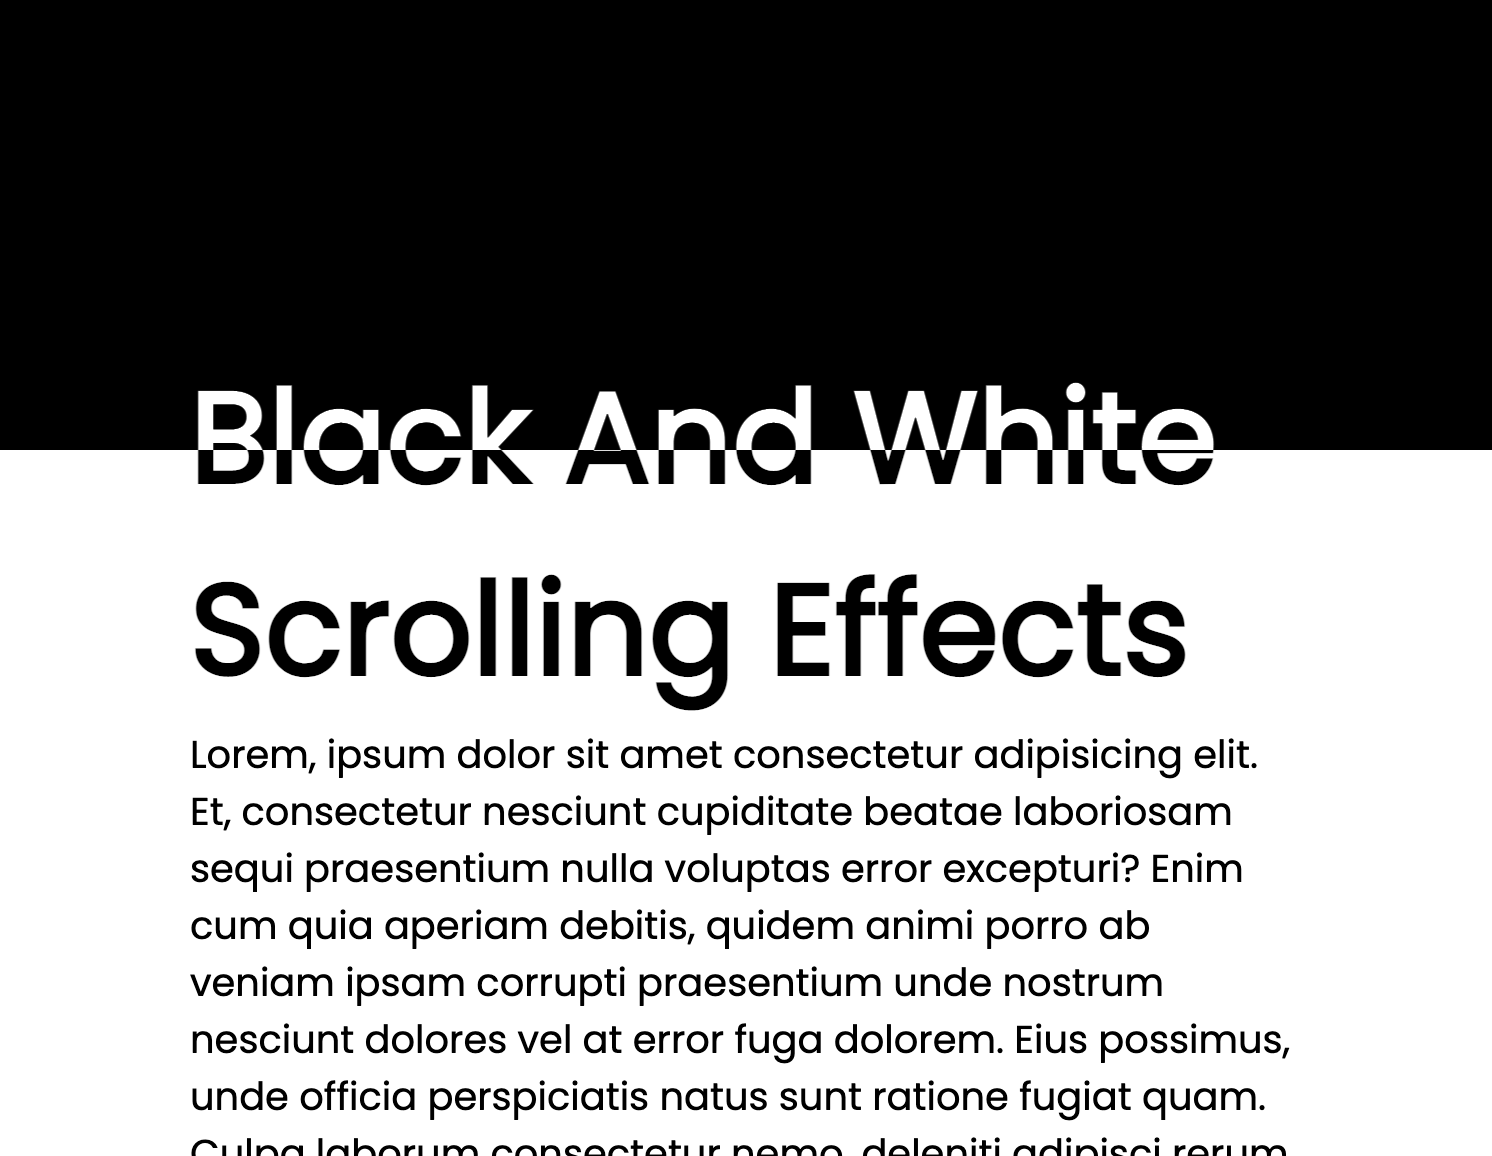 Black And White
Scrolling Effects
Lorem, ipsum dolor sit amet consectetur adipisicing elit.
Et, consectetur nesciunt cupiditate beatae laboriosam
sequi praesentium nulla voluptas error excepturi? Enim
cum quia aperiam debitis, quidem animi porro ab
veniam ipsam corrupti praesentium unde nostrum
nesciunt dolores vel at error fuga dolorem. Eius possimus,
unde officia perspiciatis natus sunt ratione fugiat quam.
Culpa laborum consectetur nemo, deleniti adipisci rerum